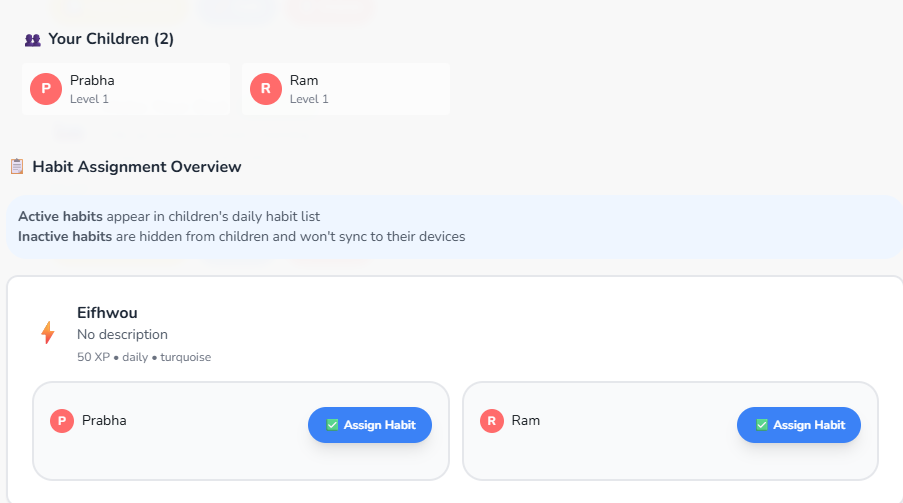 Your Children (2)
P
Prabha
Level 1
R
Ram
Level 1
Habit Assignment Overview
Active habits appear in children's daily habit list
Inactive habits are hidden from children and won't sync to their devices
Eifhwou
No description
50 XP • daily • turquoise
P Prabha
Assign Habit
R Ram
Assign Habit